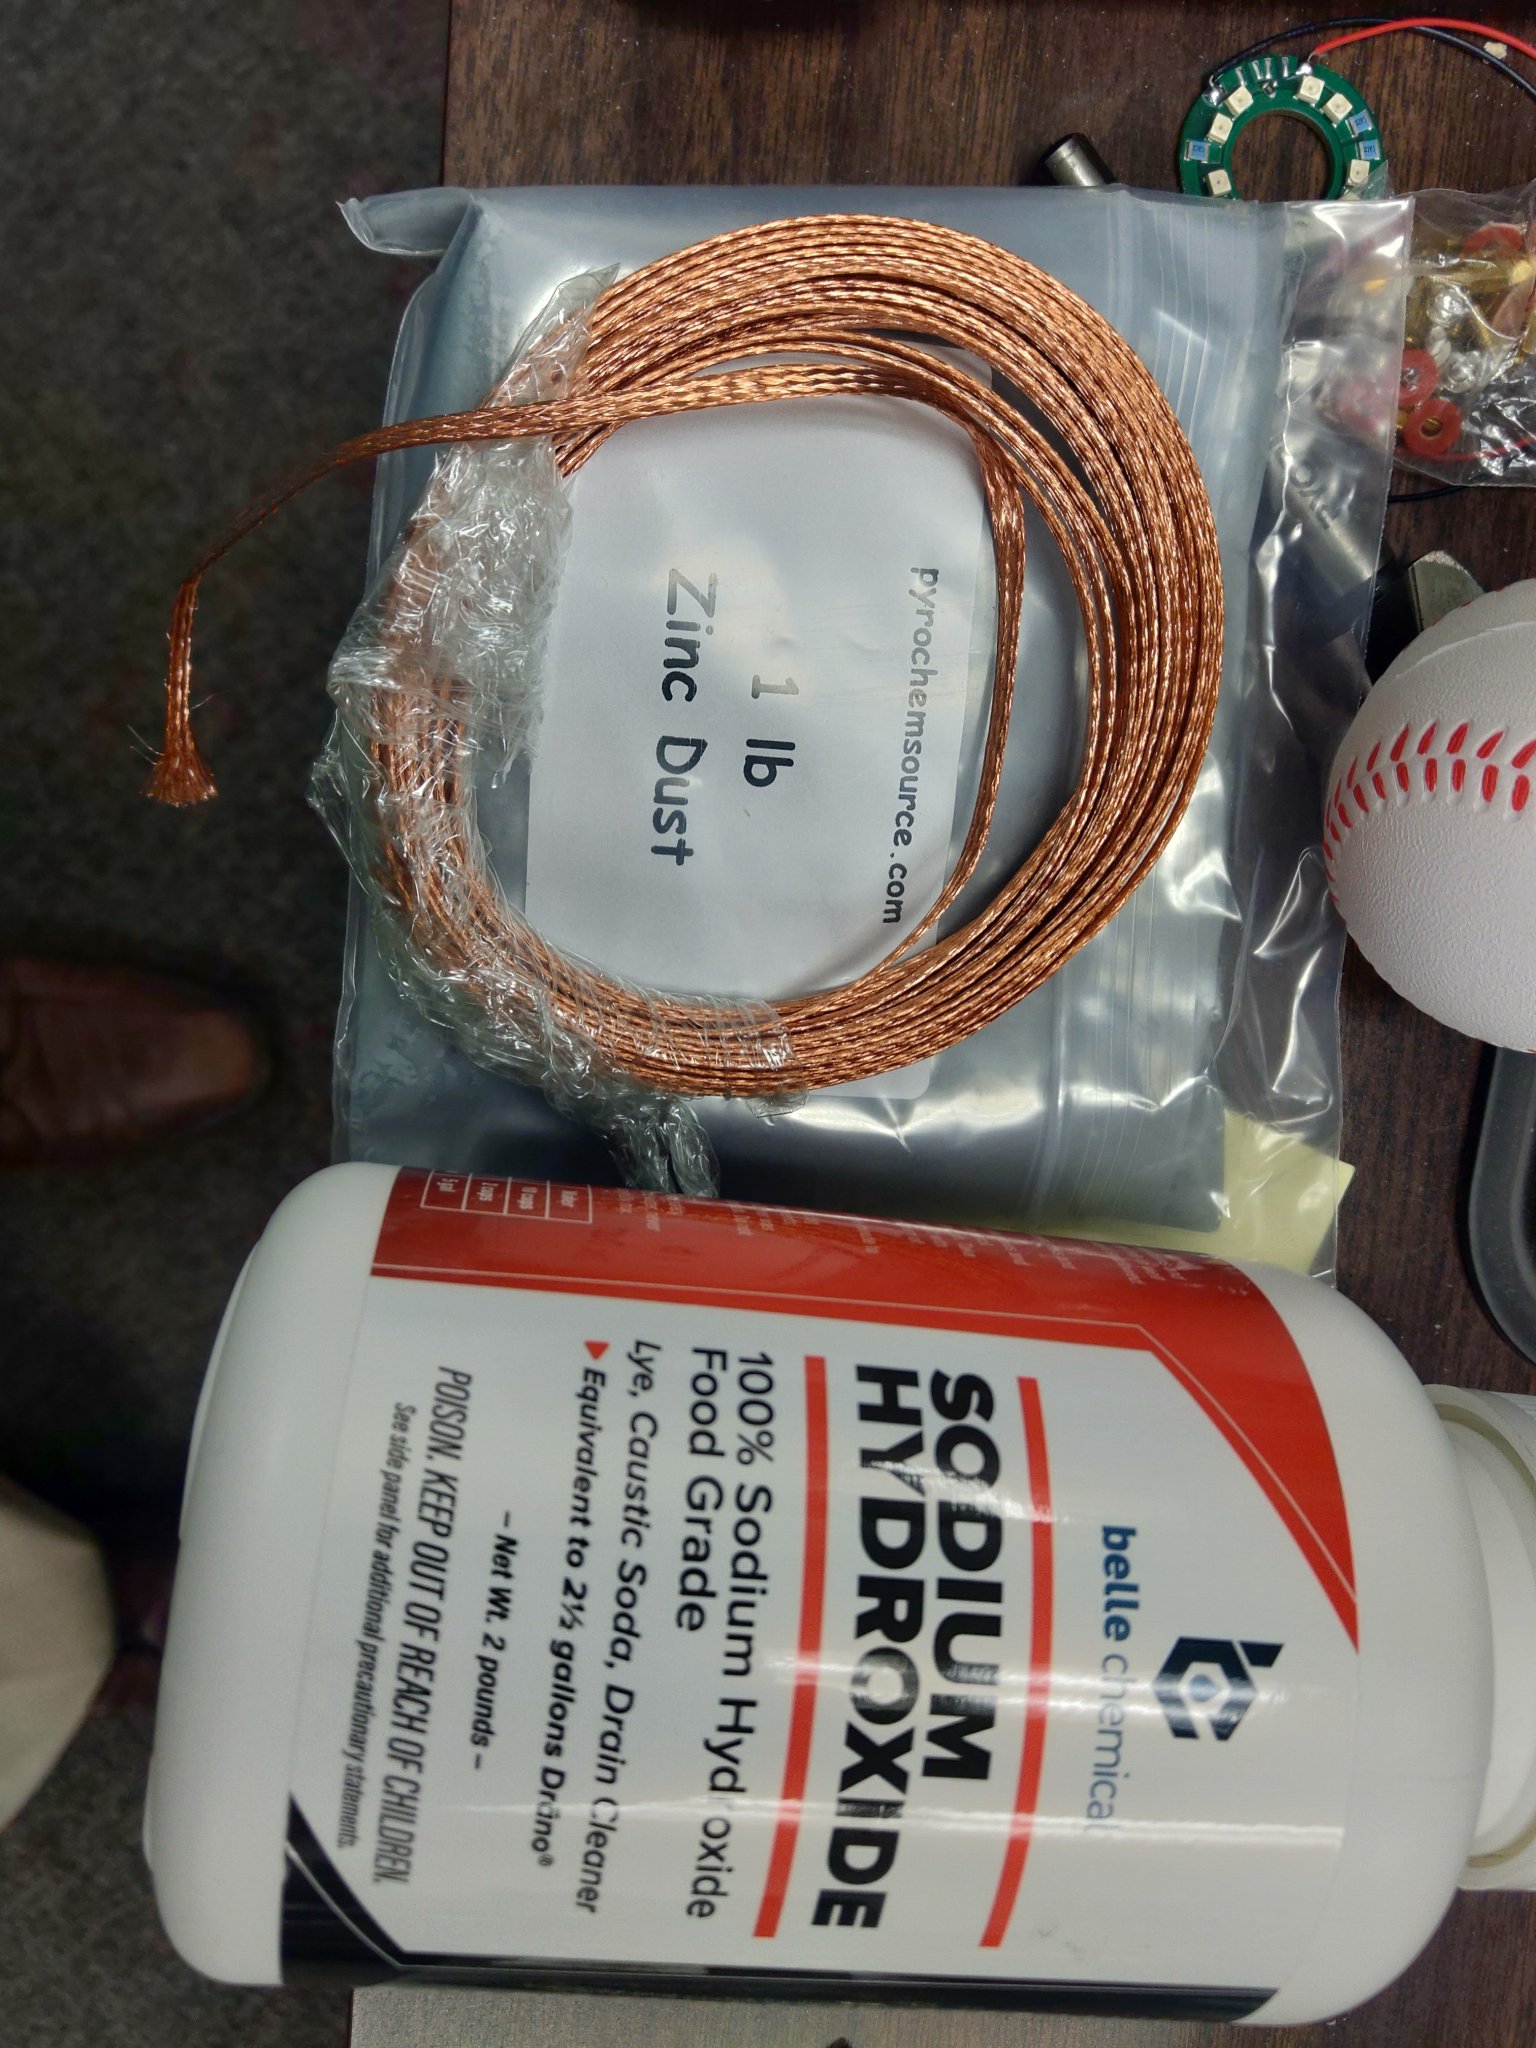 pyrochemsource.com
1 lb
Zinc Dust
belle chemical
SODIUM
HYDROXIDE
100% Sodium Hydroxide
Food Grade
Lye, Caustic Soda, Drain Cleaner
Equivalent to 2½ gallons Dräno®
– Net Wt. 2 pounds –
POISON. KEEP OUT OF REACH OF CHILDREN.
See side panel for additional precautionary statements.